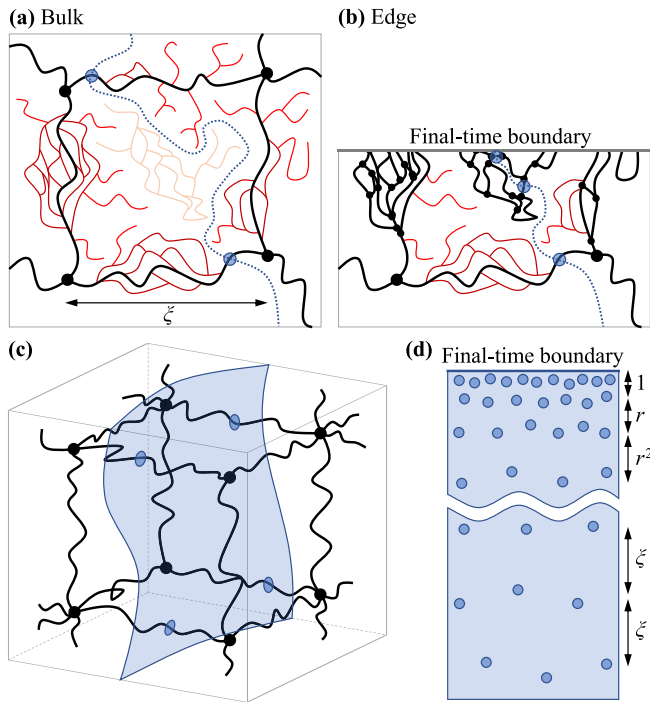 (a) Bulk
(b) Edge
Final-time boundary
ξ
(c)
(d)
Final-time boundary
1
r
r²
ξ
ξ